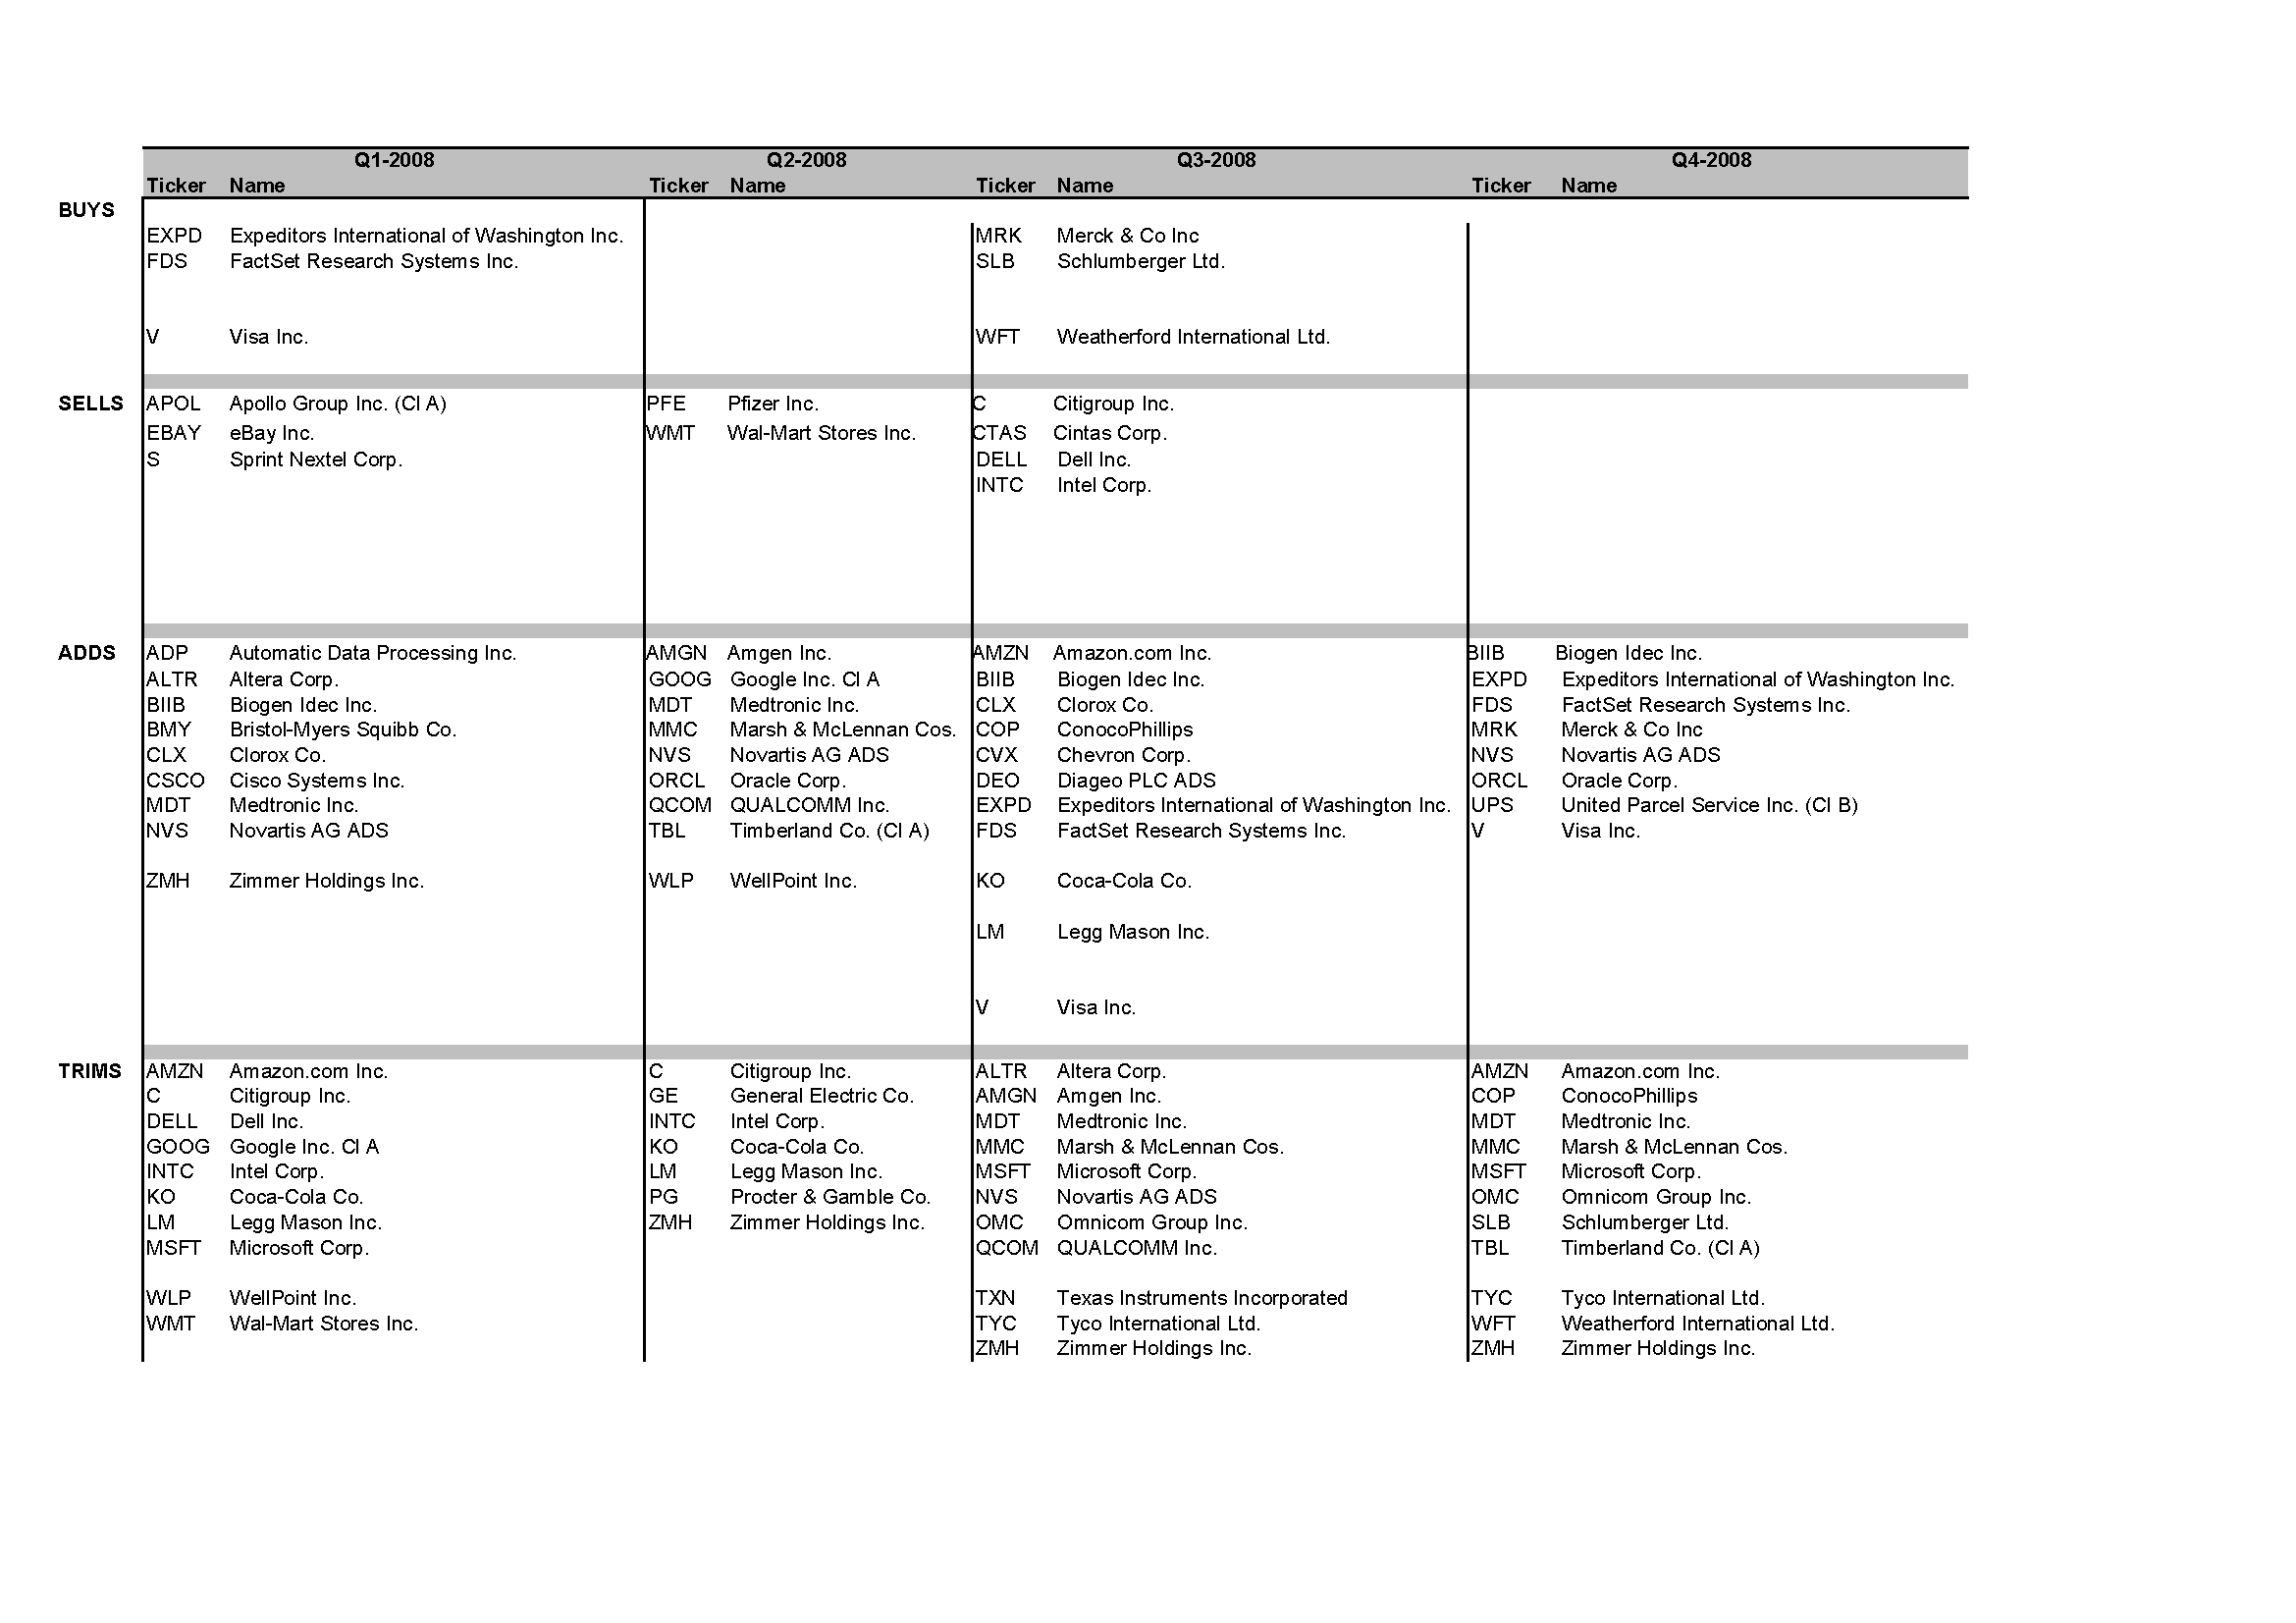 Q1-2008 Q2-2008 Q3-2008 Q4-2008
Ticker Name Ticker Name Ticker Name Ticker Name
BUYS
EXPD Expeditors International of Washington Inc. MRK Merck & Co Inc
FDS FactSet Research Systems Inc. SLB Schlumberger Ltd.
V Visa Inc. WFT Weatherford International Ltd.
SELLS APOL Apollo Group Inc. (Cl A) PFE Pfizer Inc. C Citigroup Inc.
EBAY eBay Inc. WMT Wal-Mart Stores Inc. CTAS Cintas Corp.
S Sprint Nextel Corp. DELL Dell Inc.
INTC Intel Corp.
ADDS ADP Automatic Data Processing Inc. AMGN Amgen Inc. AMZN Amazon.com Inc. BIIB Biogen Idec Inc.
ALTR Altera Corp. GOOG Google Inc. Cl A BIIB Biogen Idec Inc. EXPD Expeditors International of Washington Inc.
BIIB Biogen Idec Inc. MDT Medtronic Inc. CLX Clorox Co. FDS FactSet Research Systems Inc.
BMY Bristol-Myers Squibb Co. MMC Marsh & McLennan Cos. COP ConocoPhillips MRK Merck & Co Inc
CLX Clorox Co. NVS Novartis AG ADS CVX Chevron Corp. NVS Novartis AG ADS
CSCO Cisco Systems Inc. ORCL Oracle Corp. DEO Diageo PLC ADS ORCL Oracle Corp.
MDT Medtronic Inc. QCOM QUALCOMM Inc. EXPD Expeditors International of Washington Inc. UPS United Parcel Service Inc. (Cl B)
NVS Novartis AG ADS TBL Timberland Co. (Cl A) FDS FactSet Research Systems Inc. V Visa Inc.
ZMH Zimmer Holdings Inc. WLP WellPoint Inc. KO Coca-Cola Co.
LM Legg Mason Inc.
V Visa Inc.
TRIMS AMZN Amazon.com Inc. C Citigroup Inc. ALTR Altera Corp. AMZN Amazon.com Inc.
C Citigroup Inc. GE General Electric Co. AMGN Amgen Inc. COP ConocoPhillips
DELL Dell Inc. INTC Intel Corp. MDT Medtronic Inc. MDT Medtronic Inc.
GOOG Google Inc. Cl A KO Coca-Cola Co. MMC Marsh & McLennan Cos. MMC Marsh & McLennan Cos.
INTC Intel Corp. LM Legg Mason Inc. MSFT Microsoft Corp. MSFT Microsoft Corp.
KO Coca-Cola Co. PG Procter & Gamble Co. NVS Novartis AG ADS OMC Omnicom Group Inc.
LM Legg Mason Inc. ZMH Zimmer Holdings Inc. OMC Omnicom Group Inc. SLB Schlumberger Ltd.
MSFT Microsoft Corp. QCOM QUALCOMM Inc. TBL Timberland Co. (Cl A)
WLP WellPoint Inc. TXN Texas Instruments Incorporated TYC Tyco International Ltd.
WMT Wal-Mart Stores Inc. TYC Tyco International Ltd. WFT Weatherford International Ltd.
ZMH Zimmer Holdings Inc. ZMH Zimmer Holdings Inc.